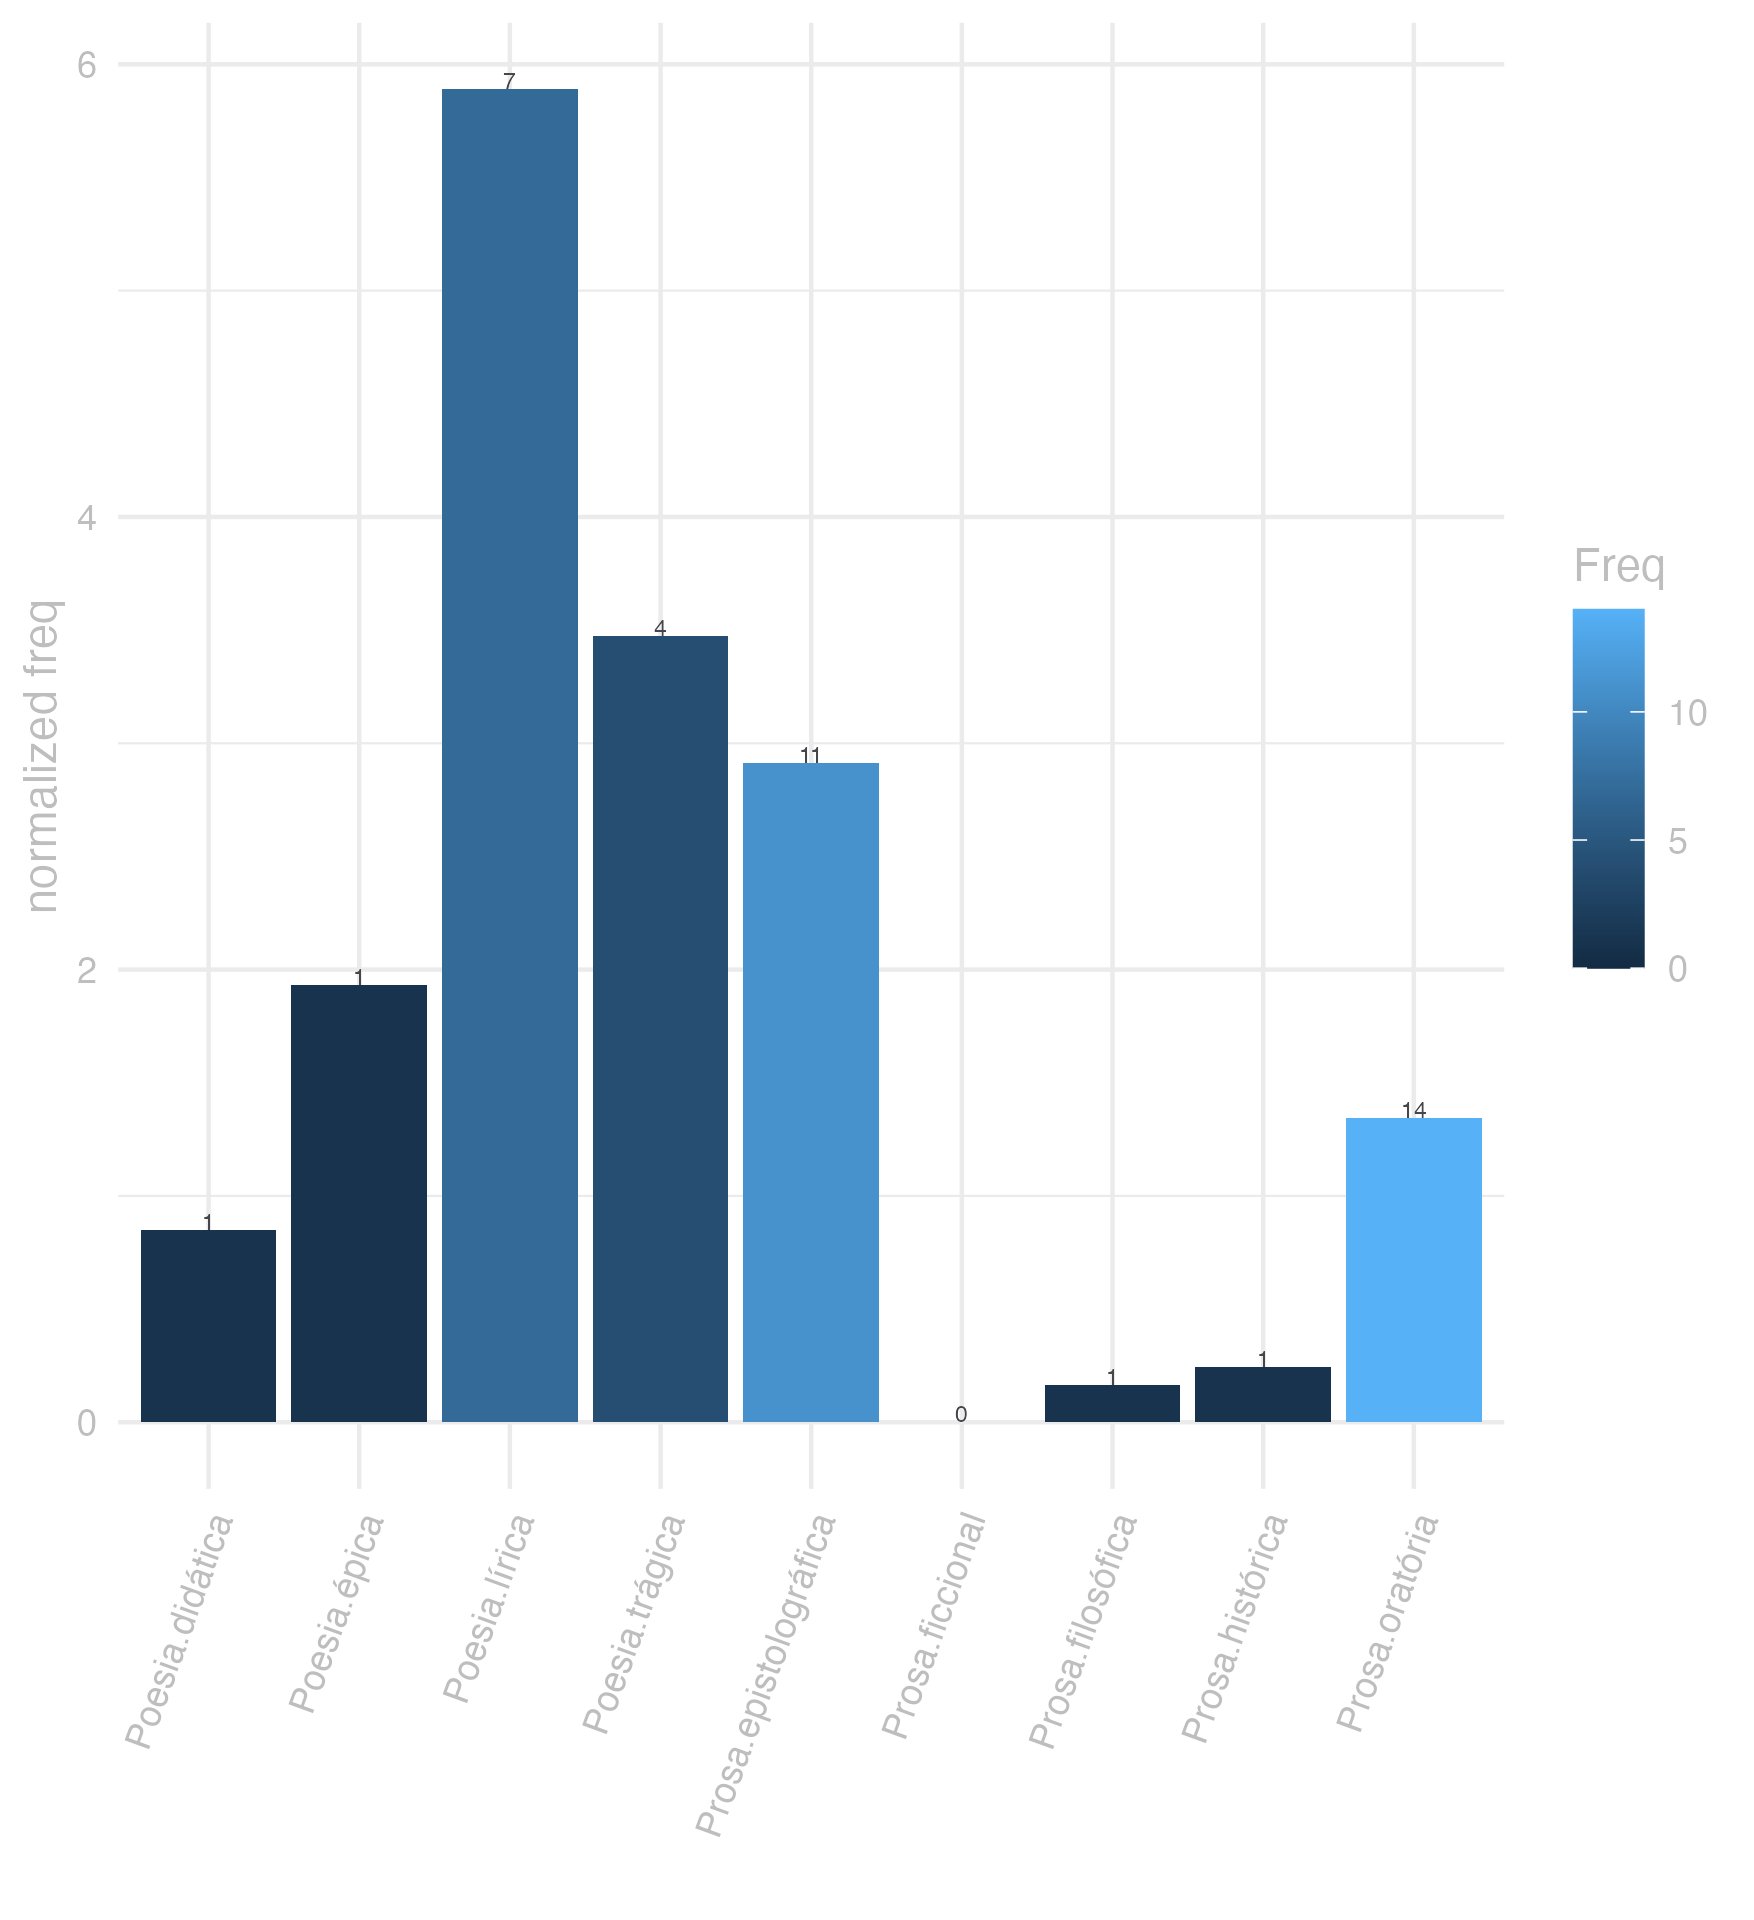 6
4
2
0
normalized freq
7
4
11
1
14
1
1
1
0
Poesia.didática
Poesia.épica
Poesia.lírica
Poesia.trágica
Prosa.epistolográfica
Prosa.ficcional
Prosa.filosófica
Prosa.histórica
Prosa.oratória
Freq
10
5
0